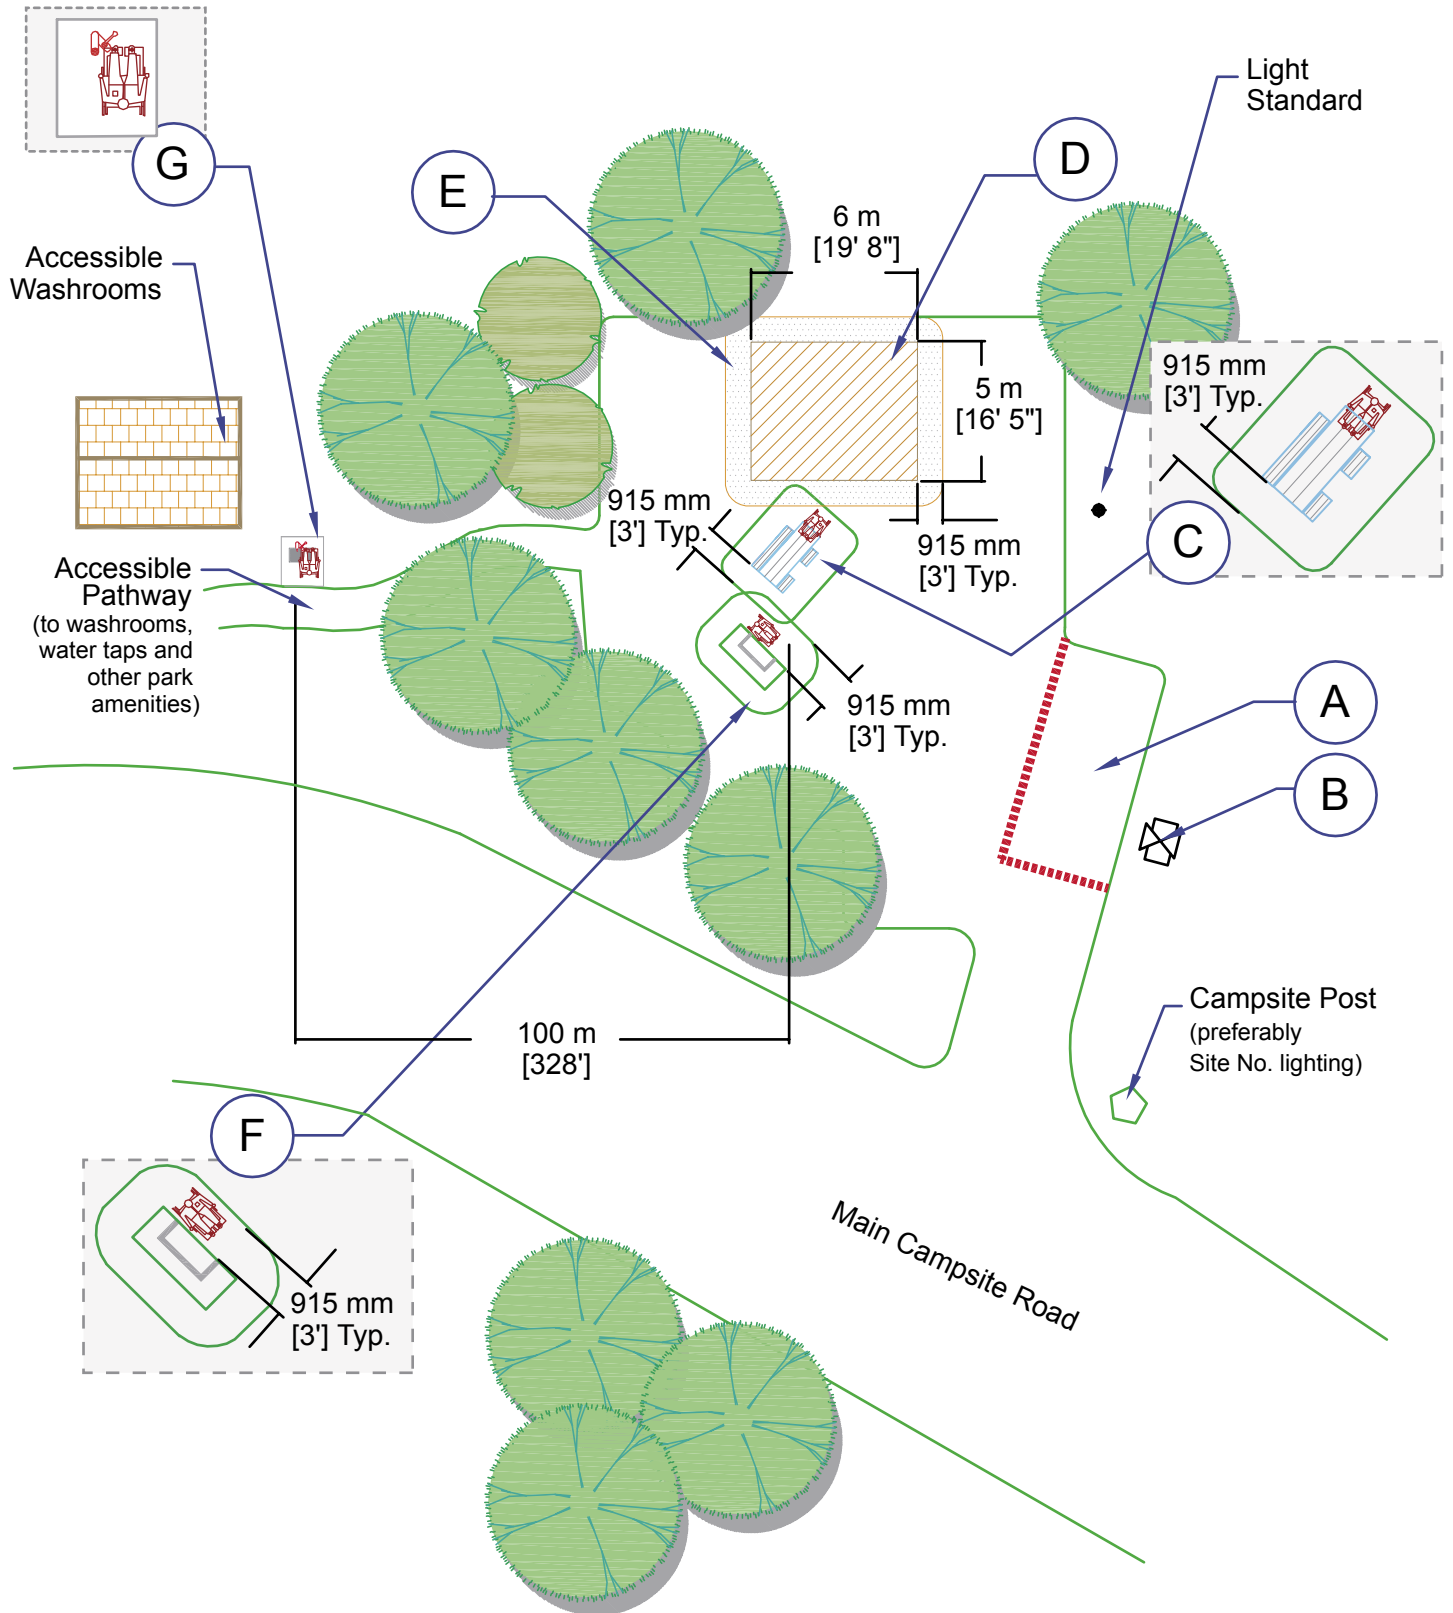 Light
Standard
G
E
D
6 m
[19' 8"]
Accessible
Washrooms
5 m
[16' 5"]
915 mm
[3'] Typ.
915 mm
[3'] Typ.
915 mm
[3'] Typ.
C
Accessible
Pathway
(to washrooms,
water taps and
other park
amenities)
915 mm
[3'] Typ.
A
B
Campsite Post
(preferably
Site No. lighting)
100 m
[328']
F
915 mm
[3'] Typ.
Main Campsite Road